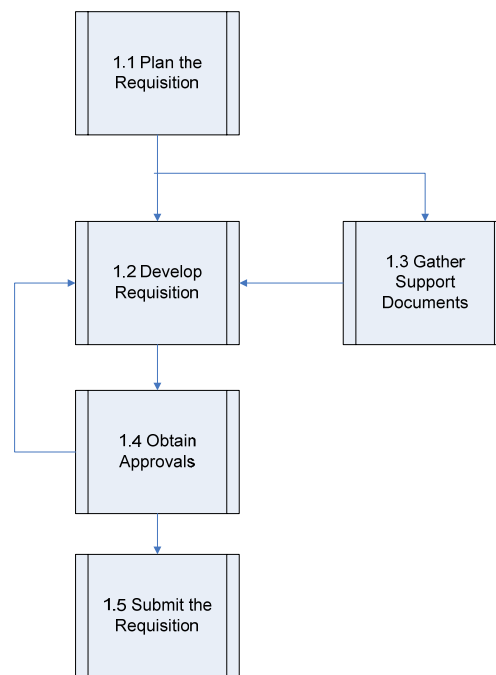 1.1 Plan the
Requisition
1.2 Develop
Requisition
1.3 Gather
Support
Documents
1.4 Obtain
Approvals
1.5 Submit the
Requisition